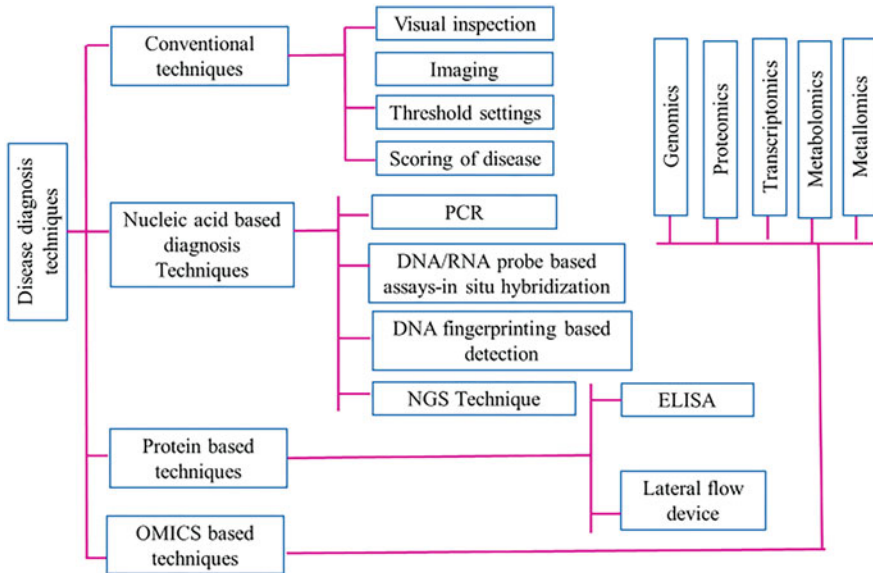 Disease diagnosis
techniques
Conventional
techniques
Visual inspection
Imaging
Threshold settings
Scoring of disease
Nucleic acid based
diagnosis
Techniques
PCR
DNA/RNA probe based
assays-in situ hybridization
DNA fingerprinting based
detection
NGS Technique
Protein based
techniques
ELISA
Lateral flow
device
OMICS based
techniques
Genomics
Proteomics
Transcriptomics
Metabolomics
Metallomics